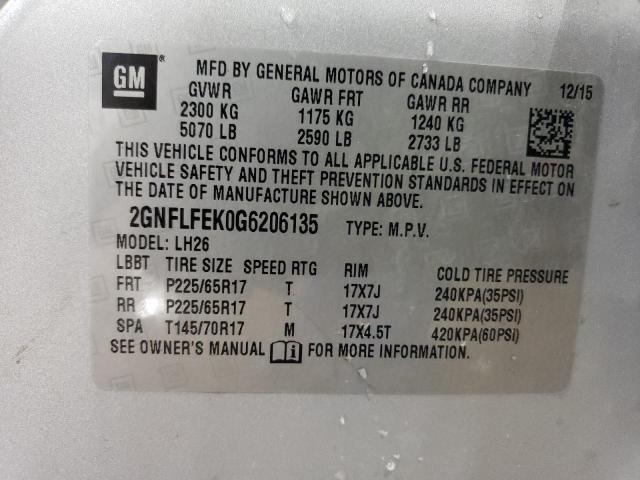 GM ® MFD BY GENERAL MOTORS OF CANADA COMPANY 12/15
GVWR GAWR FRT GAWR RR
2300 KG 1175 KG 1240 KG
5070 LB 2590 LB 2733 LB
THIS VEHICLE CONFORMS TO ALL APPLICABLE U.S. FEDERAL MOTOR
VEHICLE SAFETY AND THEFT PREVENTION STANDARDS IN EFFECT ON
THE DATE OF MANUFACTURE SHOWN ABOVE.
2GNFLFEK0G6206135 TYPE: M.P.V.
MODEL: LH26
LBBT TIRE SIZE SPEED RTG RIM COLD TIRE PRESSURE
FRT P225/65R17 T 17X7J 240KPA(35PSI)
RR P225/65R17 T 17X7J 240KPA(35PSI)
SPA T145/70R17 M 17X4.5T 420KPA(60PSI)
SEE OWNER'S MANUAL FOR MORE INFORMATION.